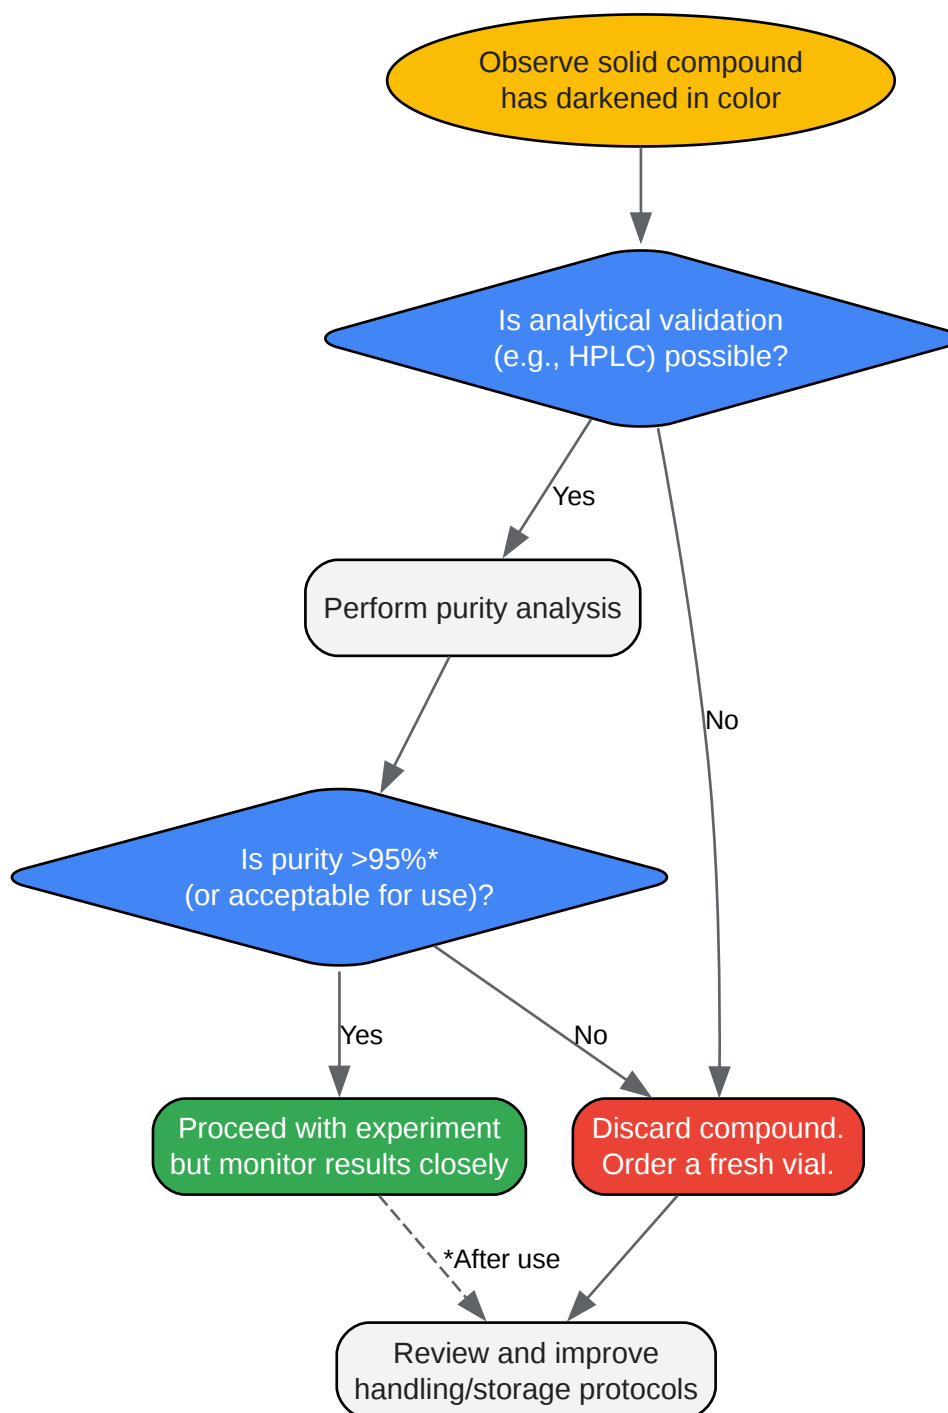 Observe solid compound
has darkened in color
Is analytical validation
(e.g., HPLC) possible?
Yes
Perform purity analysis
No
Is purity >95%*
(or acceptable for use)?
Yes
No
Proceed with experiment
but monitor results closely
Discard compound.
Order a fresh vial.
*After use
Review and improve
handling/storage protocols